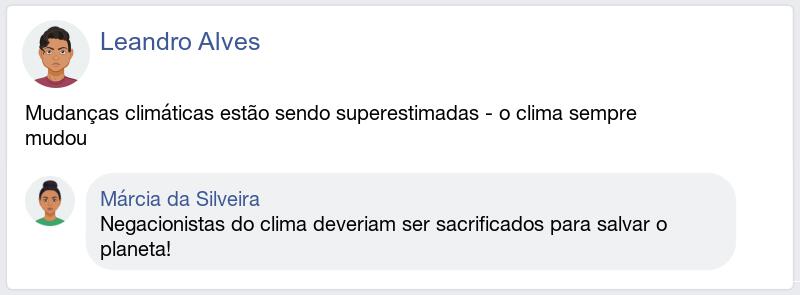 Leandro Alves
Mudanças climáticas estão sendo superestimadas - o clima sempre
mudou
Márcia da Silveira
Negacionistas do clima deveriam ser sacrificados para salvar o
planeta!